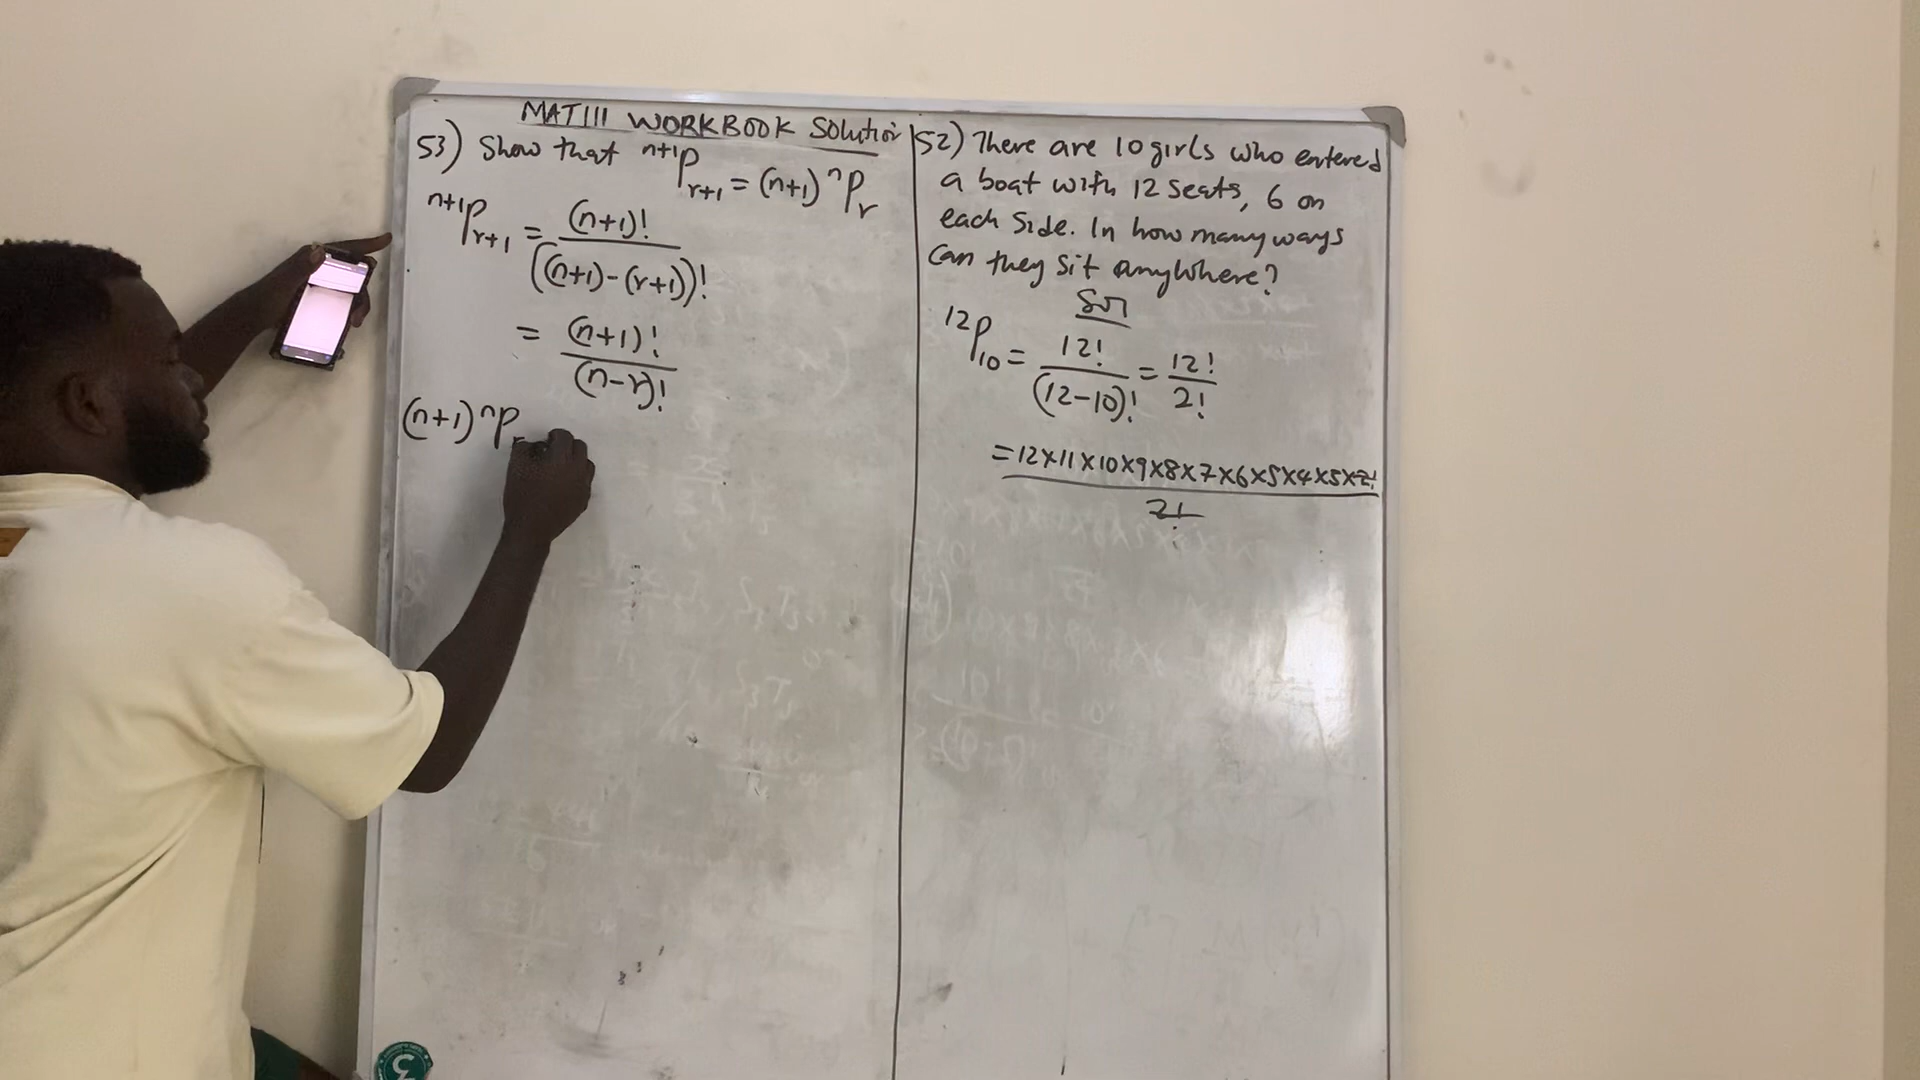 MAT111 WORKBOOK Solution
53) Show that ⁿ⁺¹Pᵣ₊₁ = (n+1) ⁿPᵣ
ⁿ⁺¹Pᵣ₊₁ = (n+1)! / ((n+1)-(r+1))!
= (n+1)! / (n-r)!
(n+1) ⁿPᵣ
52) There are 10 girls who entered
a boat with 12 seats, 6 on
each side. In how many ways
Can they sit anywhere?
Sol
¹²P₁₀ = 12! / (12-10)! = 12! / 2!
= 12×11×10×9×8×7×6×5×4×3×2! / 2!